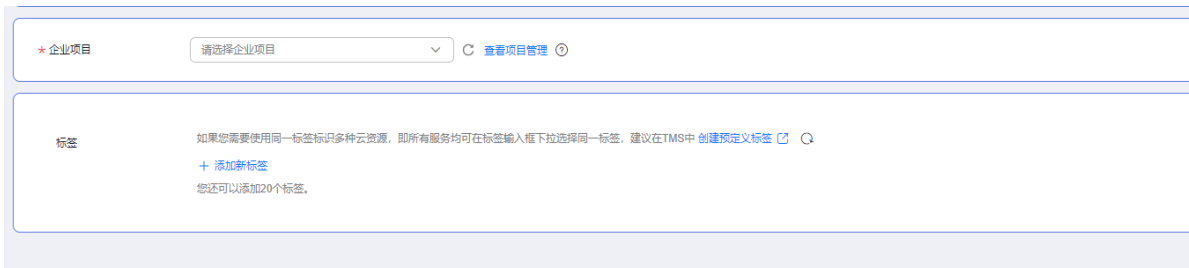 * 企业项目 请选择企业项目 查看项目管理 ?
标签 如果您需要使用同一标签标识多种云资源，即所有服务均可在标签输入框下拉选择同一标签，建议在TMS中 创建预定义标签
+ 添加新标签
您还可以添加20个标签。